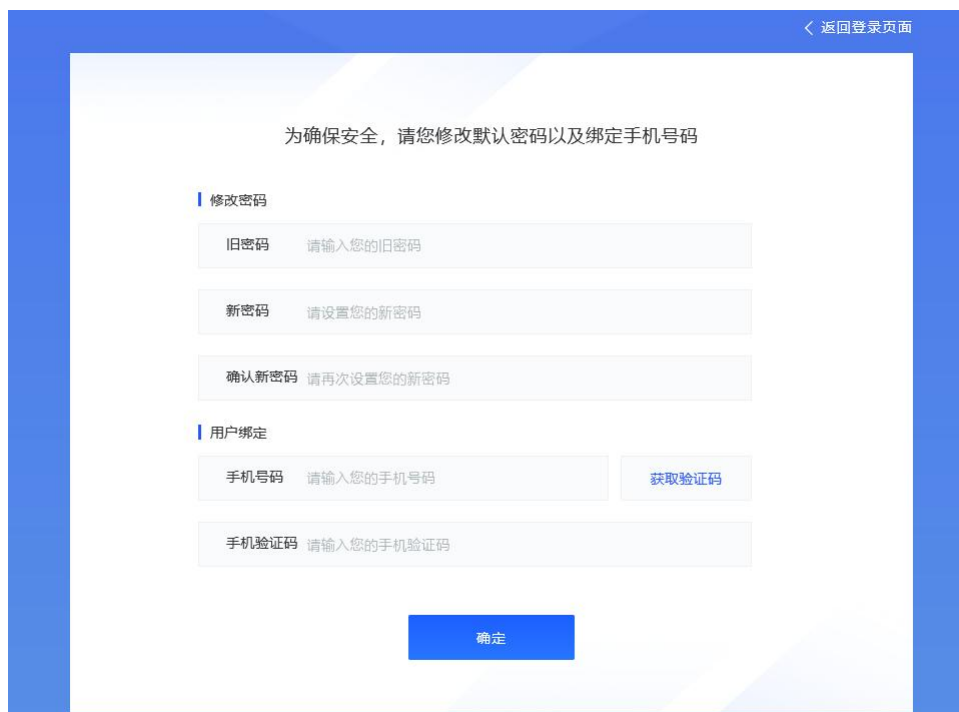 返回登录页面
为确保安全，请您修改默认密码以及绑定手机号码
修改密码
旧密码 请输入您的旧密码
新密码 请设置您的新密码
确认新密码 请再次设置您的新密码
用户绑定
手机号码 请输入您的手机号码 获取验证码
手机验证码 请输入您的手机验证码
确定